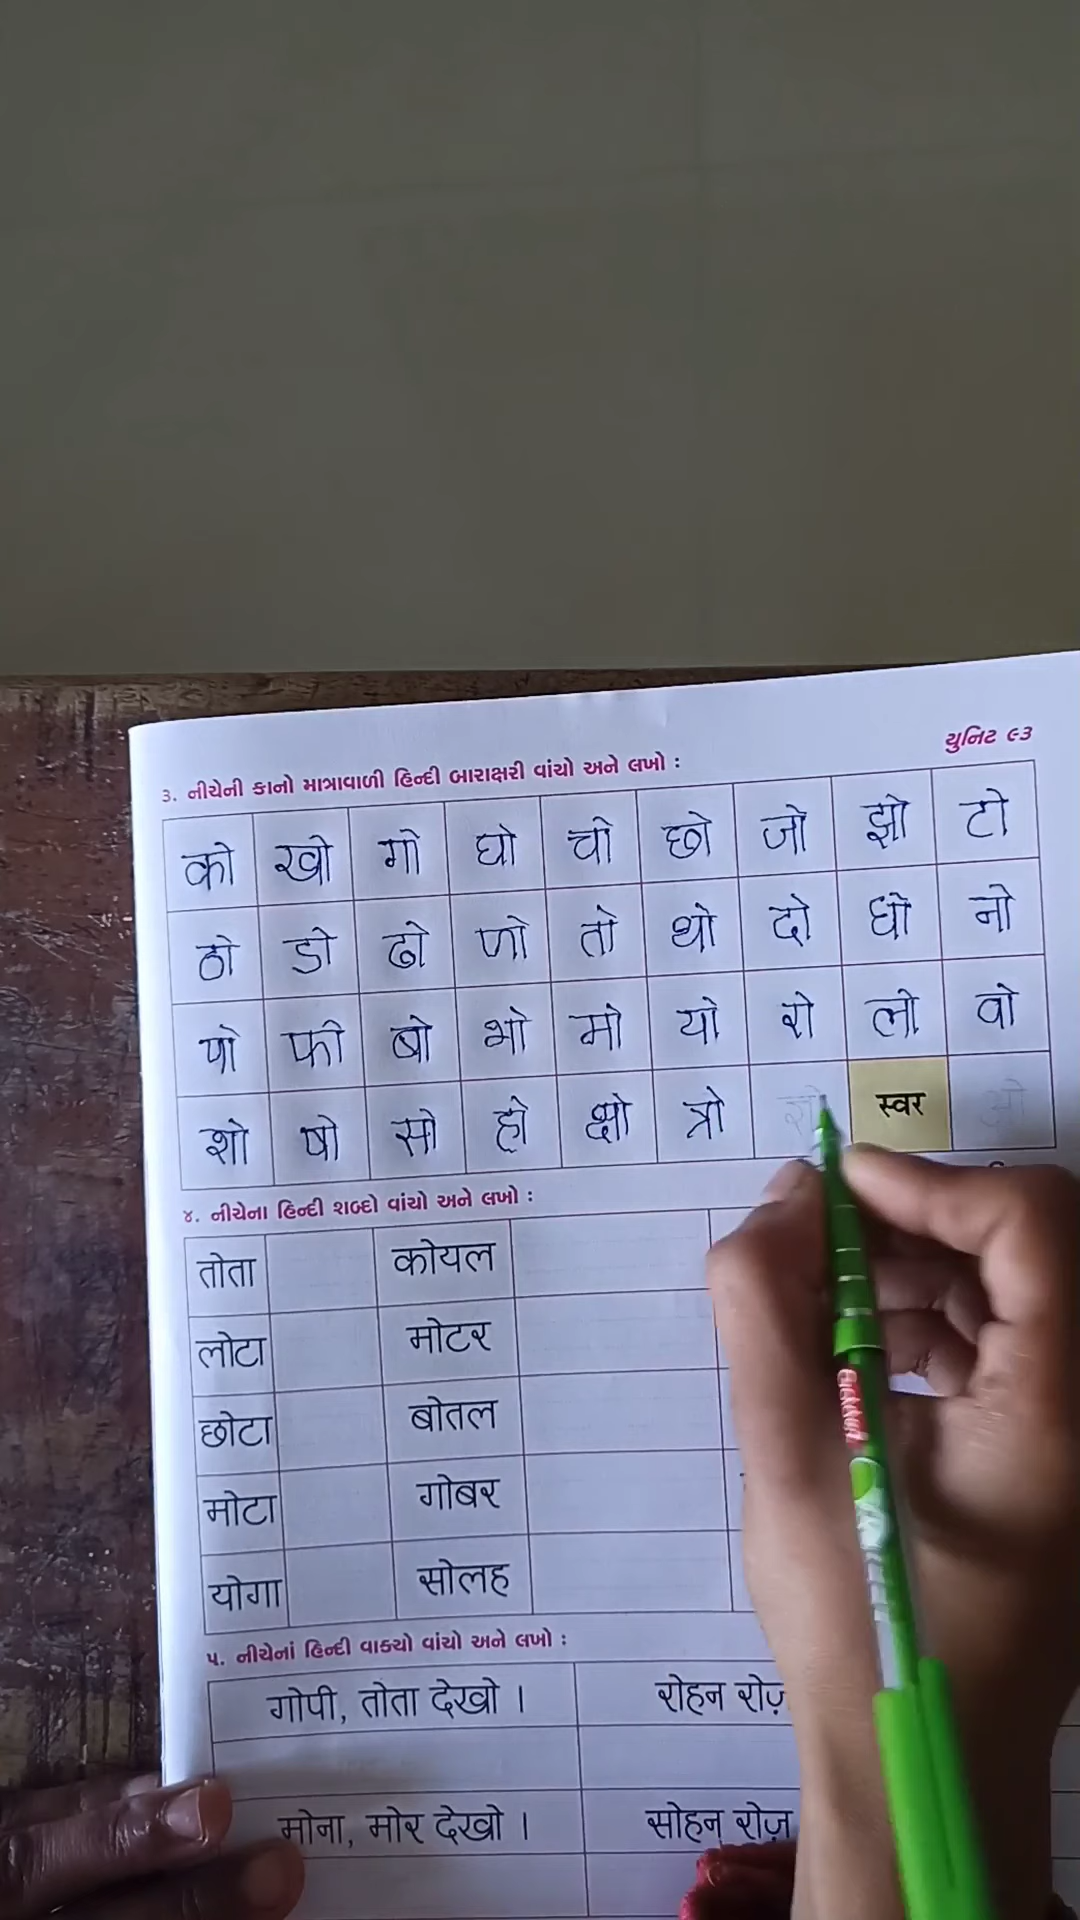 યુનિટ ૯૩
૩. નીચેની કાનો માત્રાવાળી હિન્દી બારાક્ષરી વાંચો અને લખો :
को खो गो घो चो छो जो झो टो
ठो डो ढो णो तो थो दो धो नो
पो फो बो भो मो यो रो लो वो
शो षो सो हो क्षो त्रो स्वर ओ
૪. નીચેના હિન્દી શબ્દો વાંચો અને લખો :
तोता कोयल
लोटा मोटर
छोटा बोतल
मोटा गोबर
योगा सोलह
૫. નીચેનાં હિન્દી વાક્યો વાંચો અને લખો :
गोपी, तोता देखो । रोहन रोज़
मोना, मोर देखो । सोहन रोज़